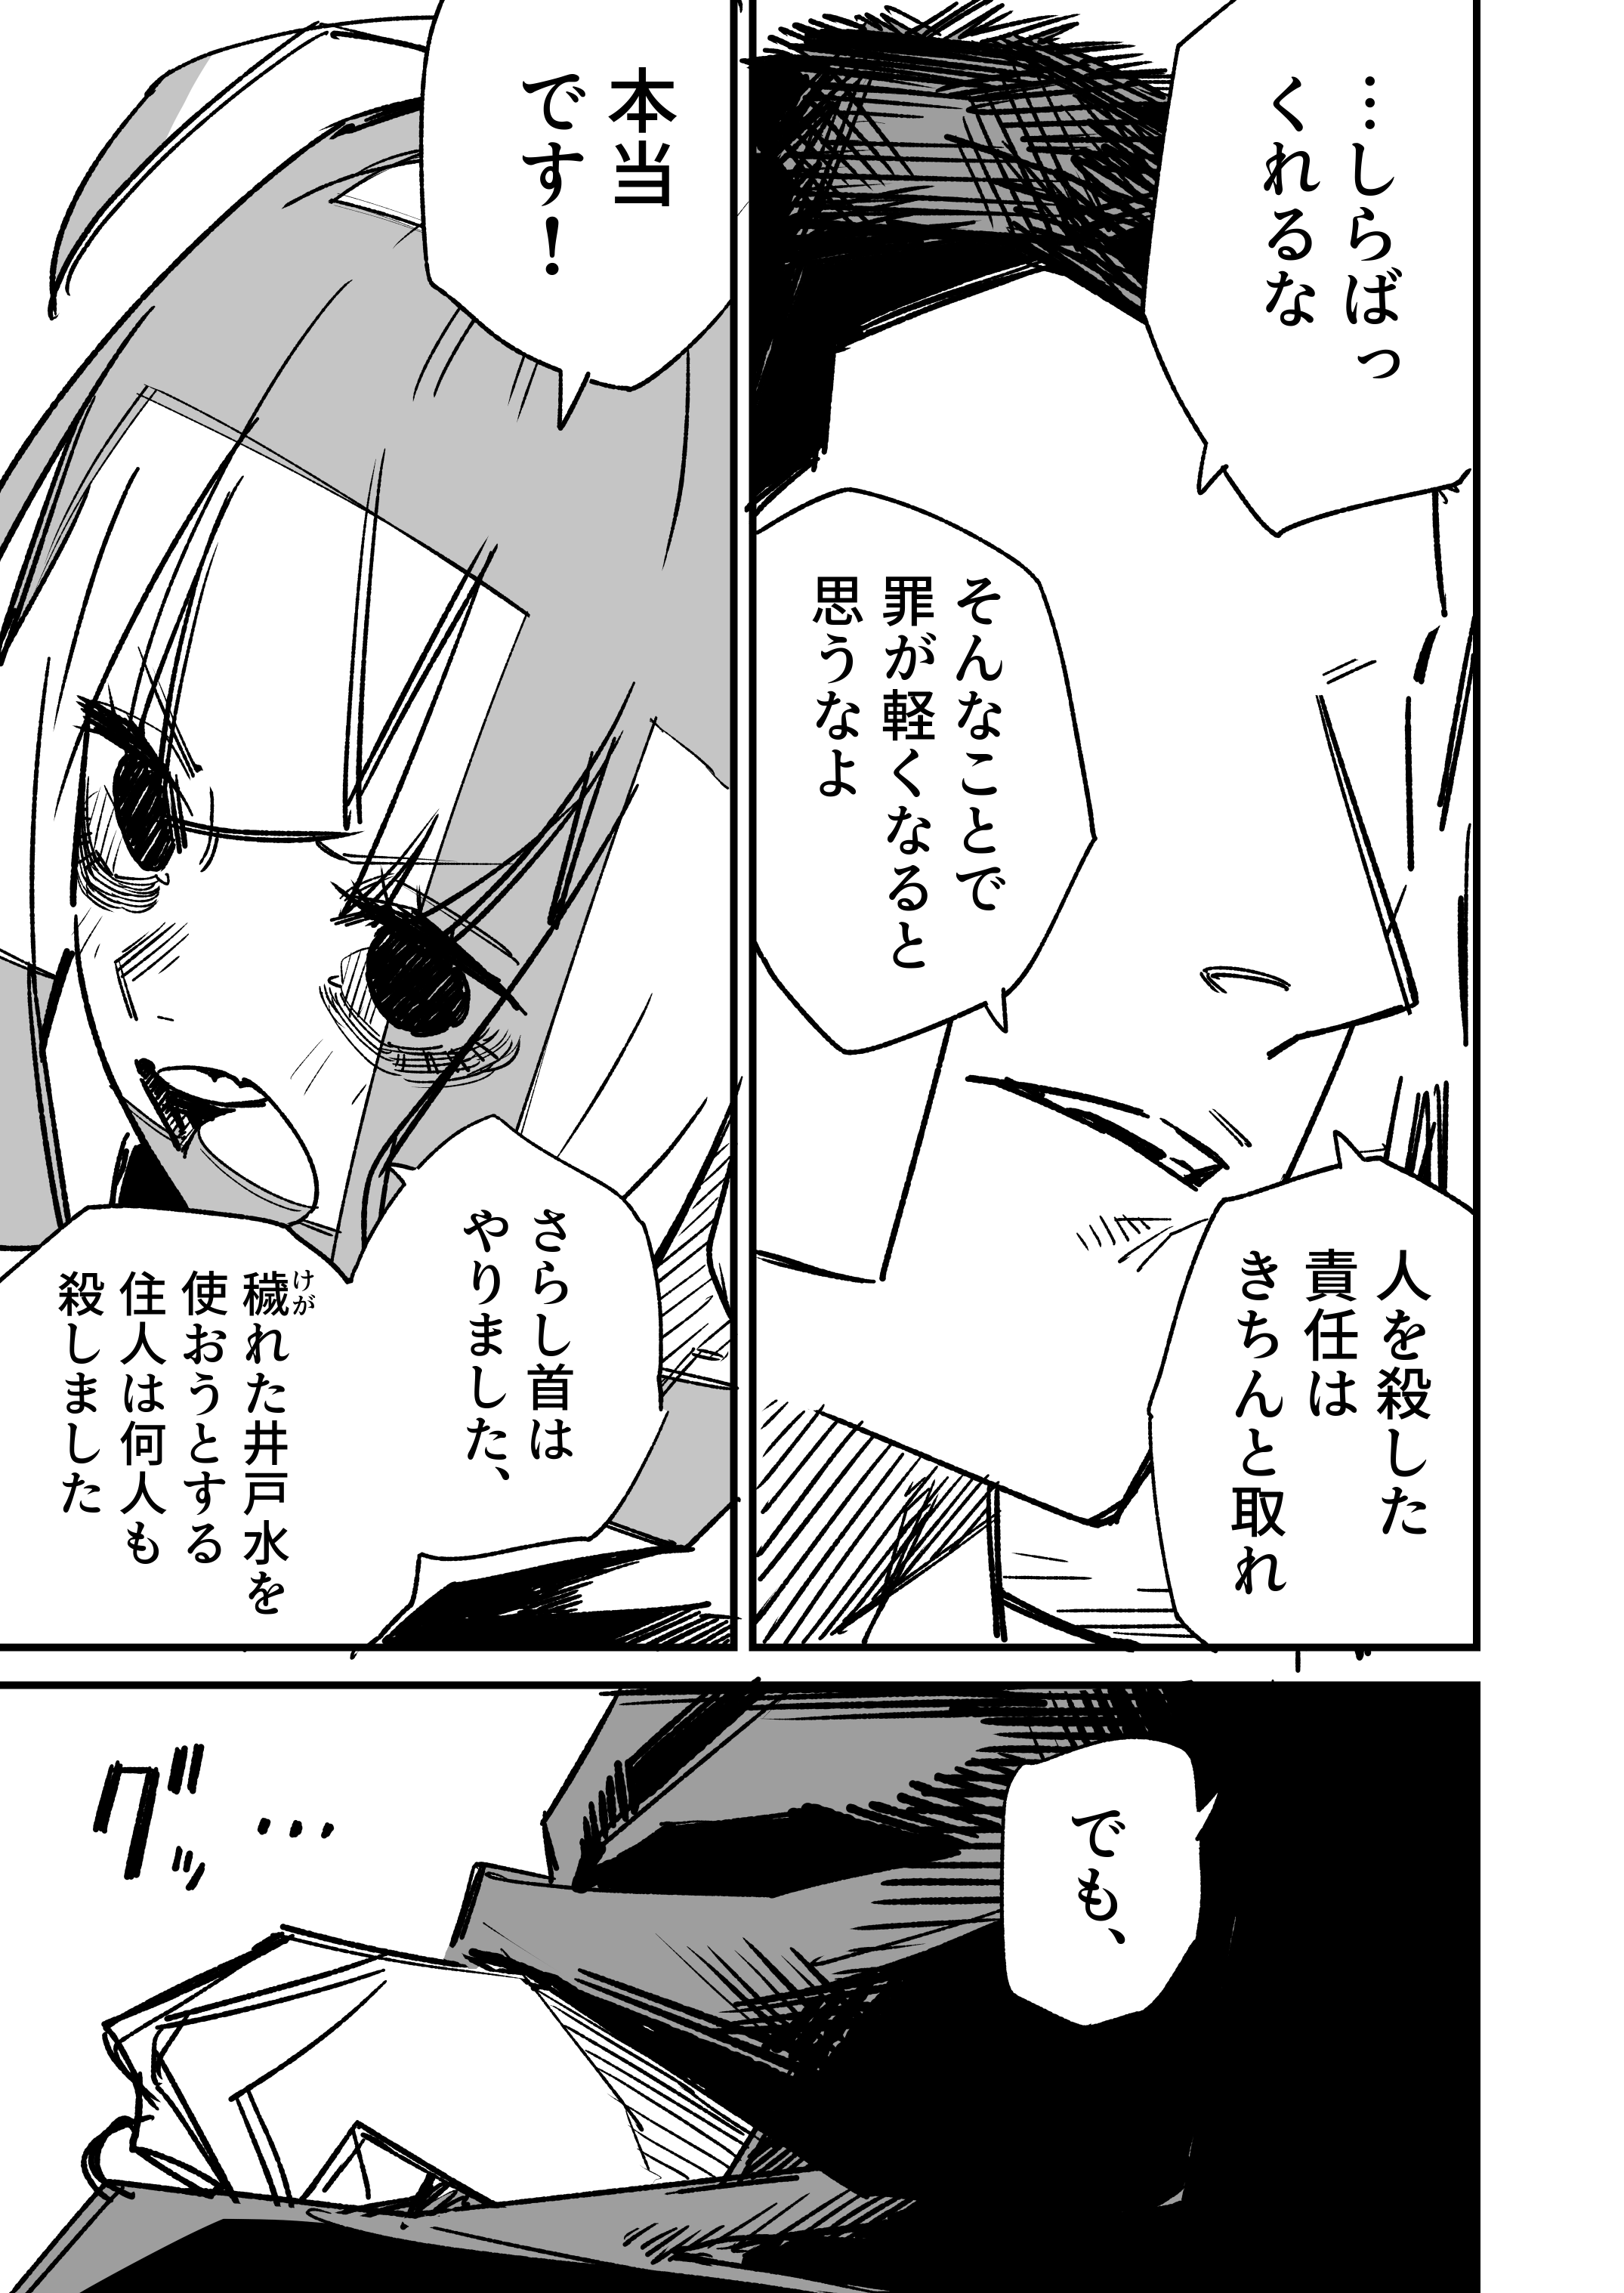 …しらばっ
くれるな
そんなことで
罪が軽くなると
思うなよ
人を殺した
責任は
きちんと取れ
本当
です！
さらし首は
やりました、
穢れた井戸水を
けが
使おうとする
住人は何人も
殺しました
でも、
グッ…